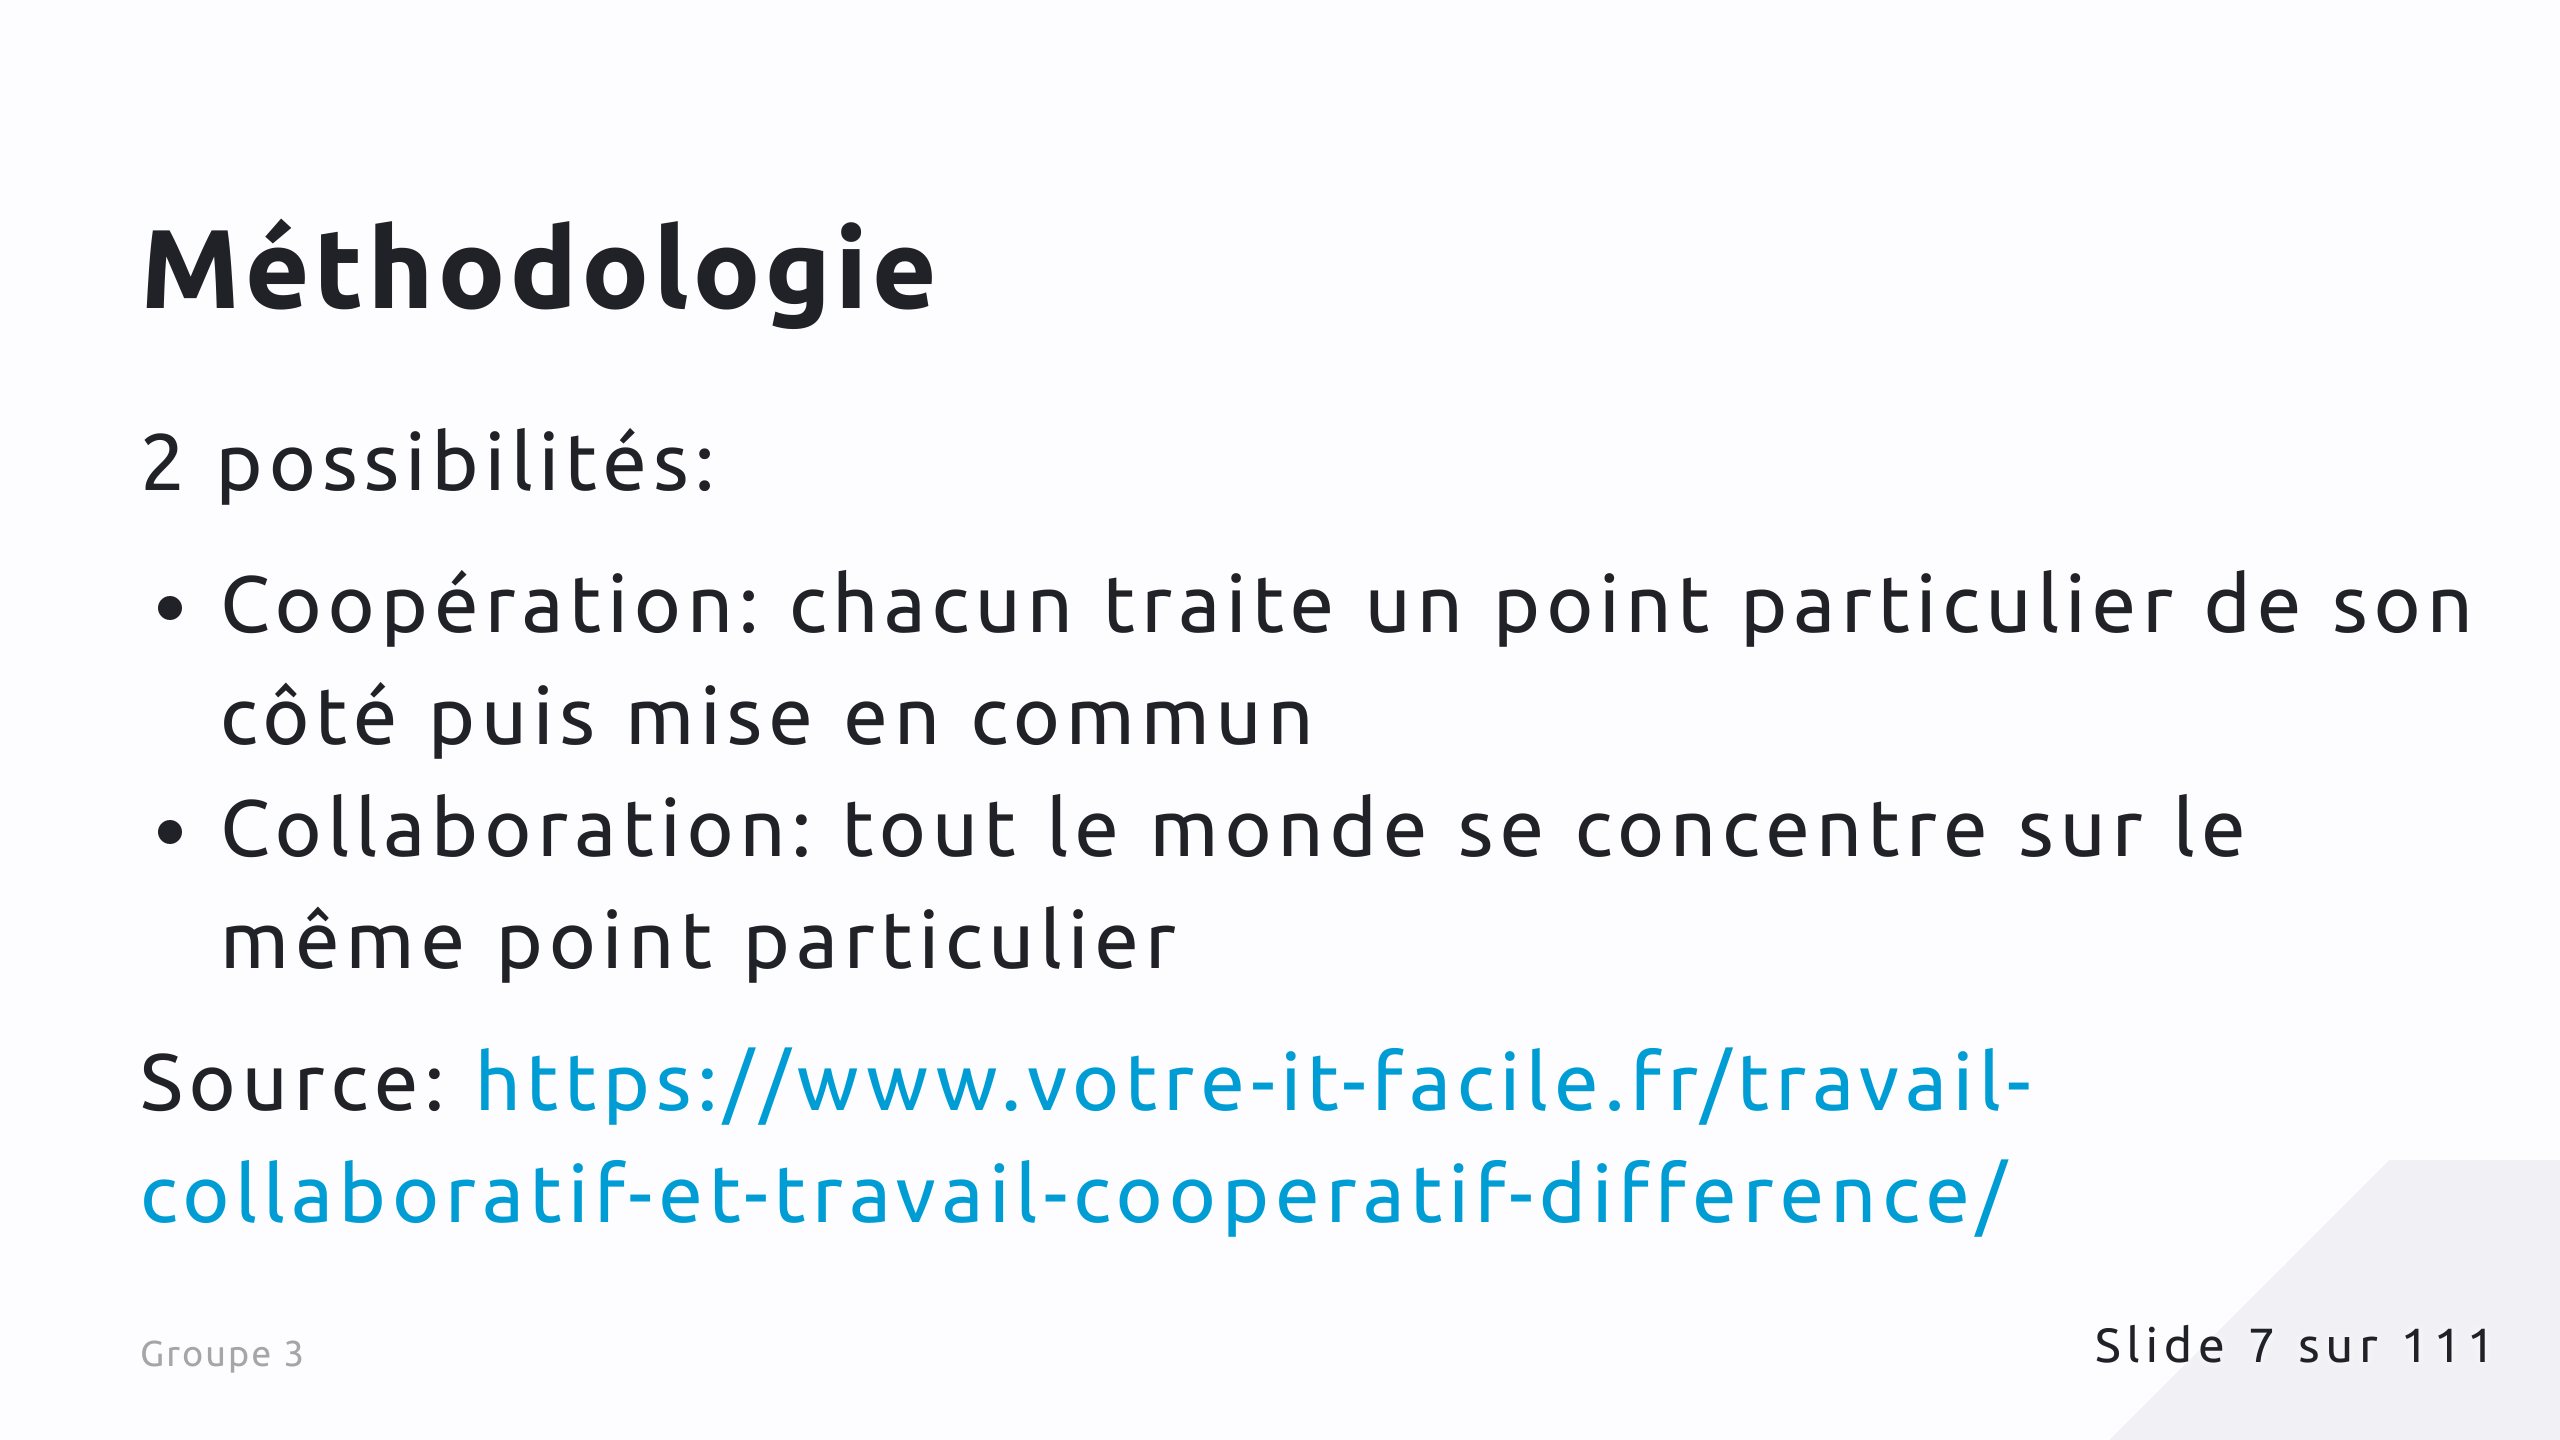 Méthodologie
2 possibilités:
• Coopération: chacun traite un point particulier de son
côté puis mise en commun
• Collaboration: tout le monde se concentre sur le
même point particulier
Source: https://www.votre-it-facile.fr/travail-
collaboratif-et-travail-cooperatif-difference/
Groupe 3
Slide 7 sur 111